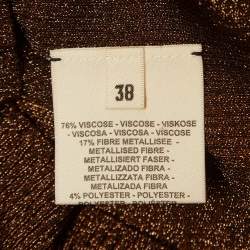 38
76% VISCOSE - VISCOSE - VISKOSE
- VISCOSA - VISCOSA - VISCOSE
17% FIBRE METALLISEE -
METALLISED FIBRA -
METALLISIERT FASER -
METALIZADO FIBRA -
METALLIZZATA FIBRA -
METALIZADA FIBRA -
4% POLYESTER - POLYESTER -